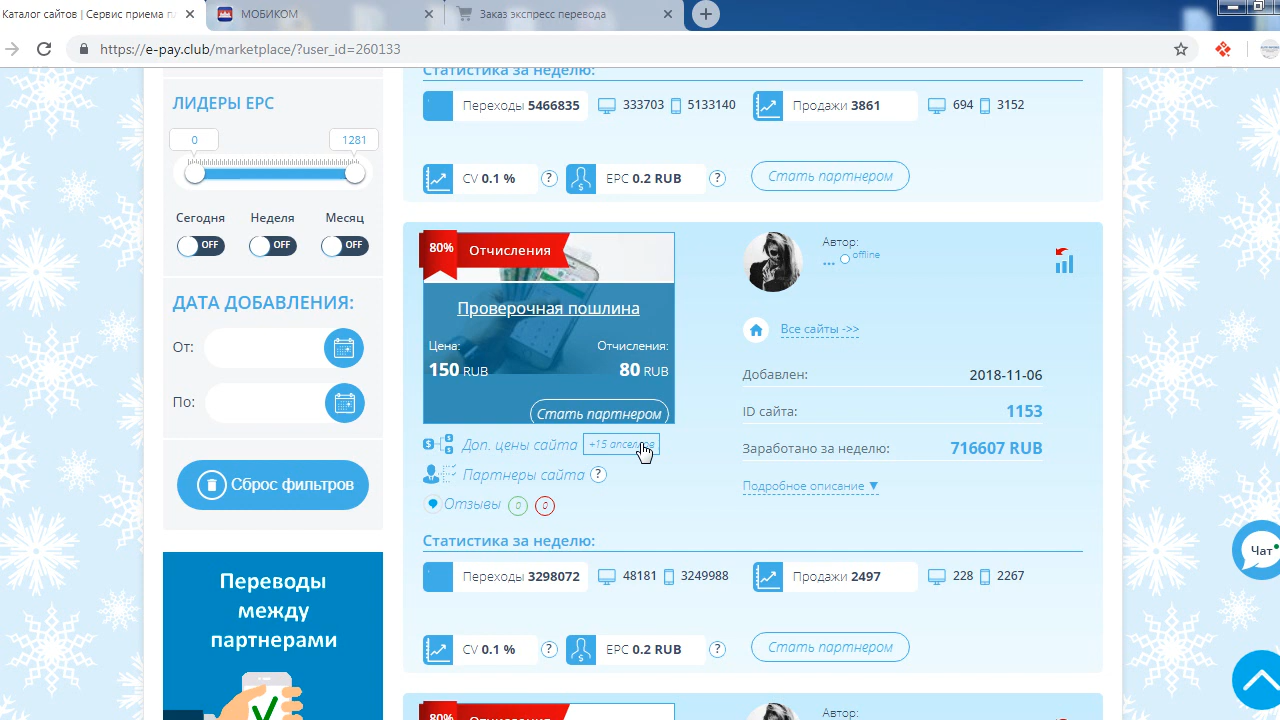 Каталог сайтов | Сервис приема пл
МОБИКОМ
Заказ экспресс перевода
https://e-pay.club/marketplace/?user_id=260133
ЛИДЕРЫ EPC
0
1281
Сегодня
Неделя
Месяц
OFF
OFF
OFF
ДАТА ДОБАВЛЕНИЯ:
От:
По:
Сброс фильтров
Переводы
между
партнерами
Статистика за неделю:
Переходы 5466835
333703
5133140
Продажи 3861
694
3152
CV 0.1 %
?
EPC 0.2 RUB
?
Стать партнером
80%
Отчисления
Проверочная пошлина
Цена:
Отчисления:
150 RUB
80 RUB
Стать партнером
Доп. цены сайта
+15 апселлов
Партнеры сайта
?
Отзывы
0
0
Автор:
...
offline
Все сайты ->>
Добавлен:
2018-11-06
ID сайта:
1153
Заработано за неделю:
716607 RUB
Подробное описание ▼
Статистика за неделю:
Переходы 3298072
48181
3249988
Продажи 2497
228
2267
CV 0.1 %
?
EPC 0.2 RUB
?
Стать партнером
80%
Отчисления
Автор:
Чат